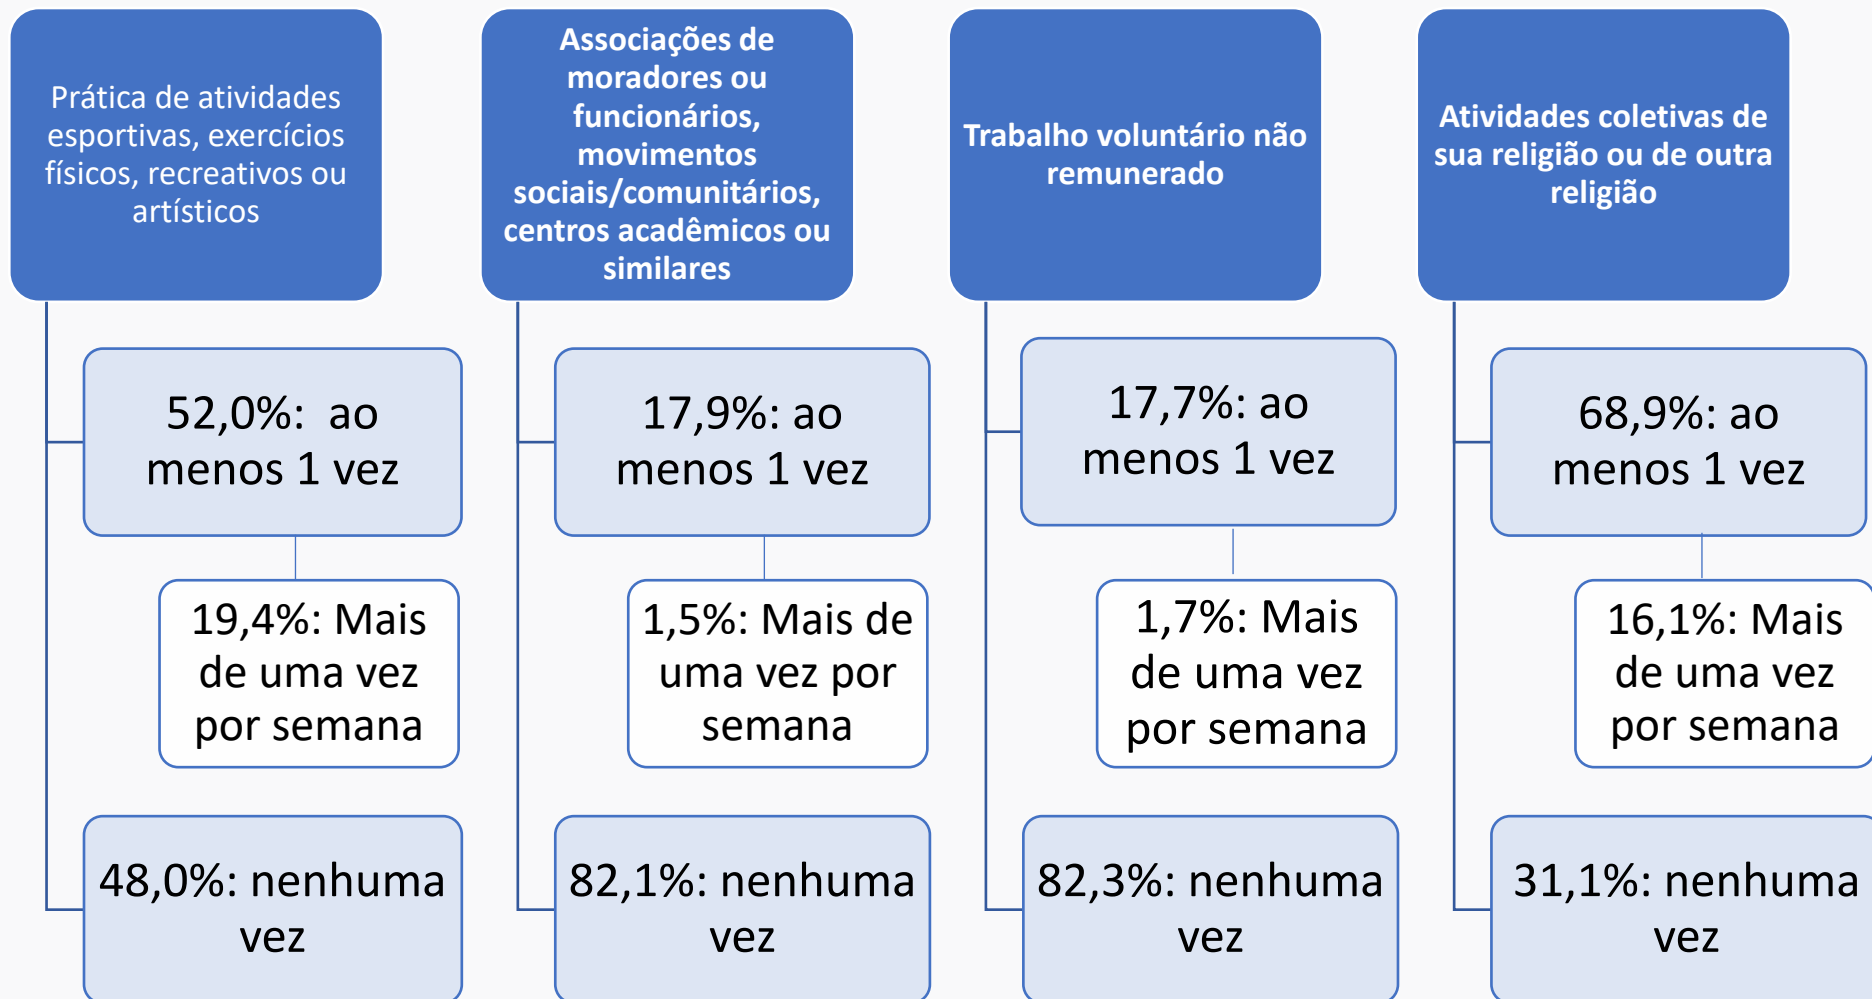 Prática de atividades
esportivas, exercícios
físicos, recreativos ou
artísticos
52,0%: ao
menos 1 vez
19,4%: Mais
de uma vez
por semana
48,0%: nenhuma
vez
Associações de
moradores ou
funcionários,
movimentos
sociais/comunitários,
centros acadêmicos ou
similares
17,9%: ao
menos 1 vez
1,5%: Mais de
uma vez por
semana
82,1%: nenhuma
vez
Trabalho voluntário não
remunerado
17,7%: ao
menos 1 vez
1,7%: Mais
de uma vez
por semana
82,3%: nenhuma
vez
Atividades coletivas de
sua religião ou de outra
religião
68,9%: ao
menos 1 vez
16,1%: Mais
de uma vez
por semana
31,1%: nenhuma
vez